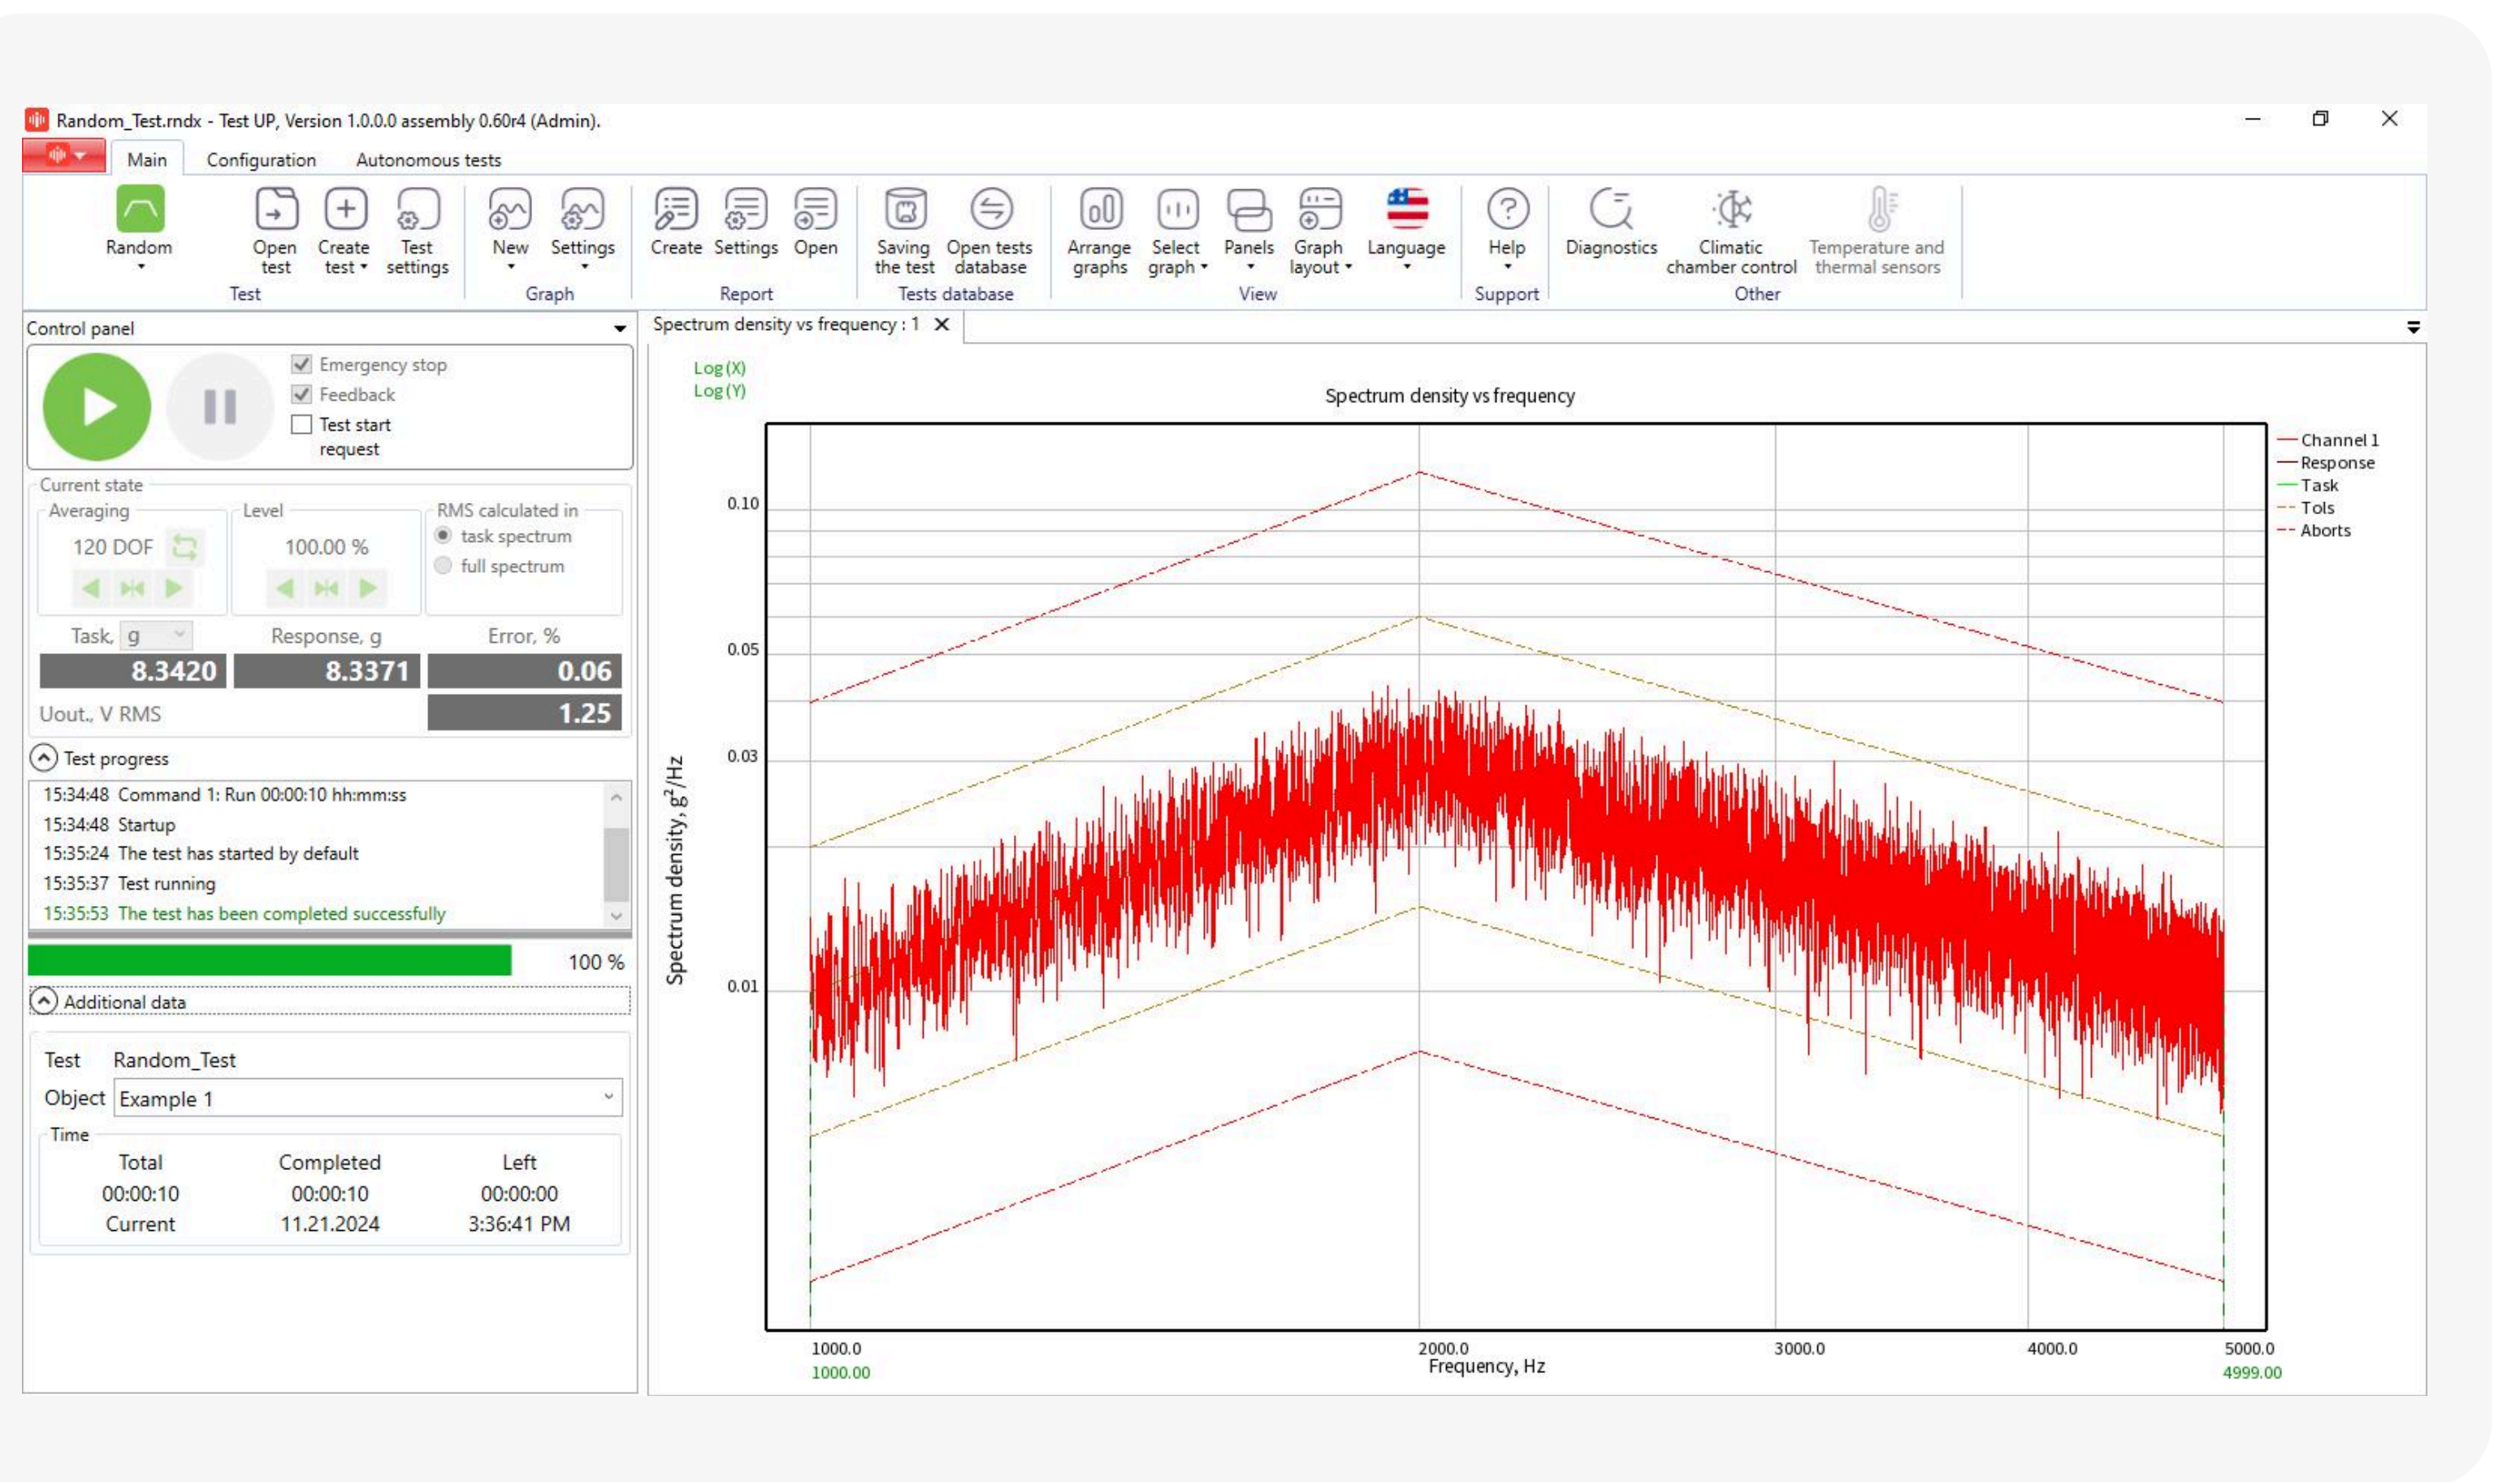 Random_Test.rndx - Test UP, Version 1.0.0.0 assembly 0.60r4 (Admin).
Main Configuration Autonomous tests
Random
Open test
Create test
Test settings
Test
New
Settings
Graph
Create
Settings
Open
Report
Saving the test
Open tests database
Tests database
Arrange graphs
Select graph
Panels
Graph layout
Language
View
Help
Support
Diagnostics
Climatic chamber control
Temperature and thermal sensors
Other
Control panel
Emergency stop
Feedback
Test start
request
Current state
Averaging
120 DOF
Level
100.00 %
RMS calculated in
task spectrum
full spectrum
Task, g
Response, g
Error, %
8.3420
8.3371
0.06
Uout., V RMS
1.25
Test progress
15:34:48 Command 1: Run 00:00:10 hh:mm:ss
15:34:48 Startup
15:35:24 The test has started by default
15:35:37 Test running
15:35:53 The test has been completed successfully
100 %
Additional data
Test Random_Test
Object Example 1
Time
Total Completed Left
00:00:10 00:00:10 00:00:00
Current 11.21.2024 3:36:41 PM
Spectrum density vs frequency : 1
Log(X)
Log(Y)
Spectrum density vs frequency
Channel 1
Response
Task
Tols
Aborts
Spectrum density, g²/Hz
0.10
0.05
0.03
0.01
1000.0 2000.0 3000.0 4000.0 5000.0
Frequency, Hz
1000.00 4999.00